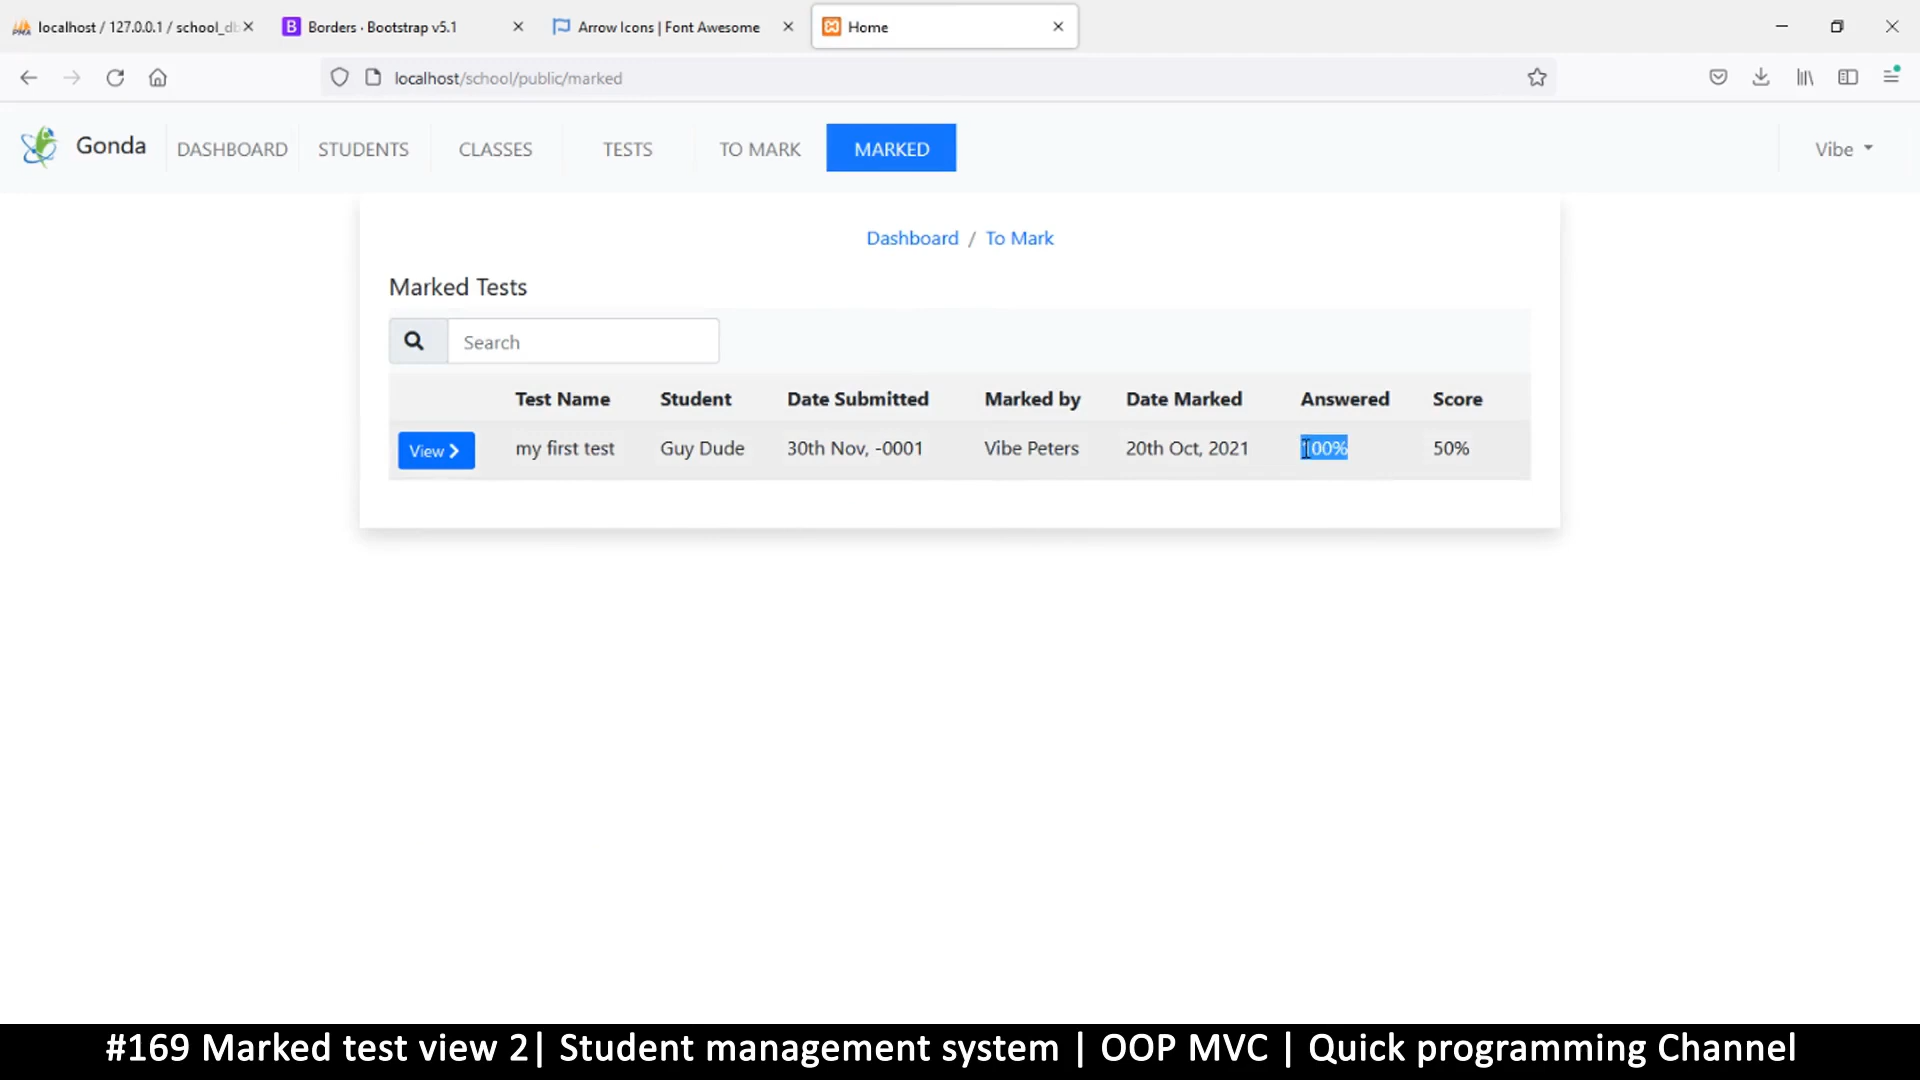 localhost / 127.0.0.1 / school_db
Borders · Bootstrap v5.1
Arrow Icons | Font Awesome
Home
localhost/school/public/marked
Gonda
DASHBOARD
STUDENTS
CLASSES
TESTS
TO MARK
MARKED
Vibe
Dashboard / To Mark
Marked Tests
Search
Test Name Student Date Submitted Marked by Date Marked Answered Score
View my first test Guy Dude 30th Nov, -0001 Vibe Peters 20th Oct, 2021 100% 50%
#169 Marked test view 2| Student management system | OOP MVC | Quick programming Channel